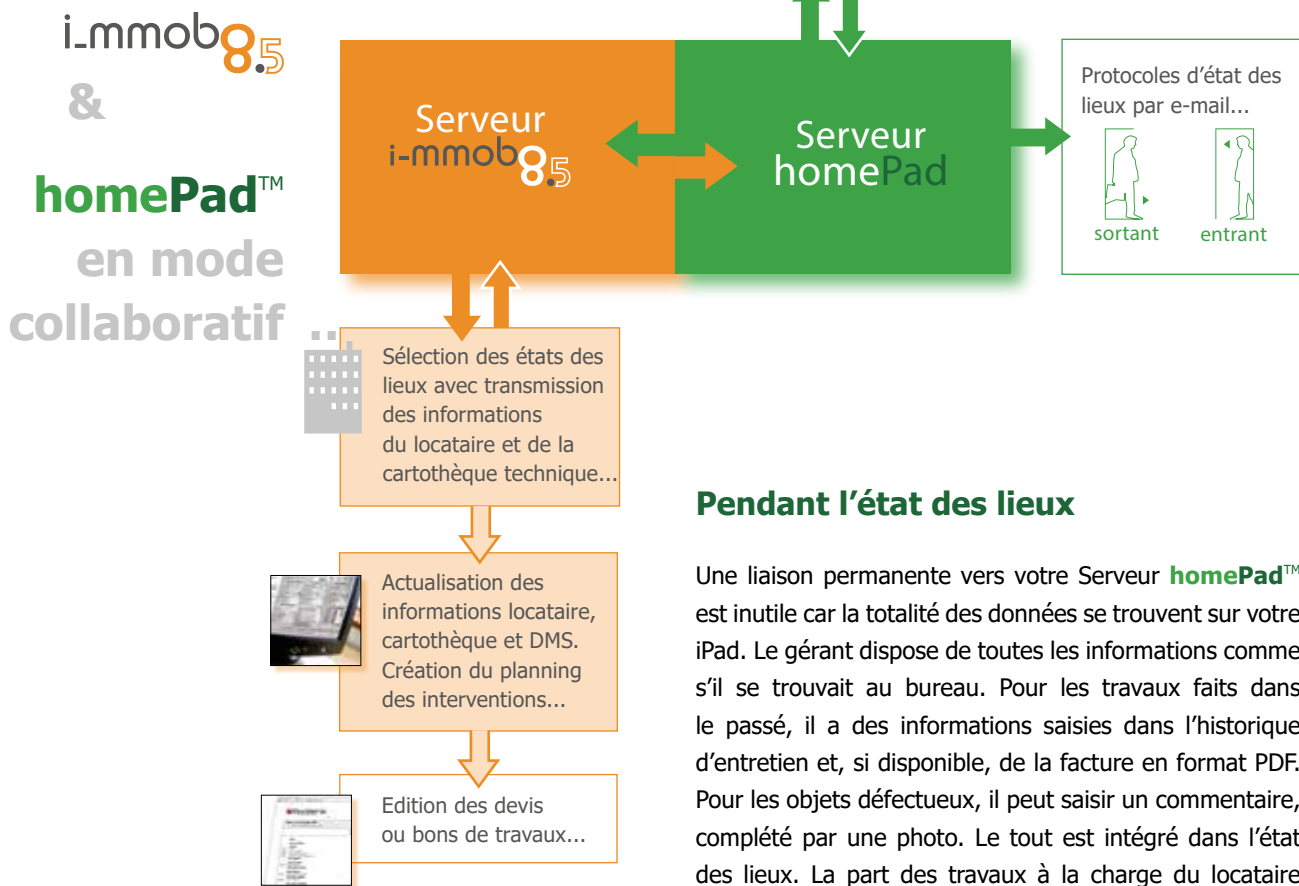 i-mmob8.5
&
homePad™
en mode
collaboratif ...
Serveur
i-mmob8.5
Serveur
homePad
Protocoles d’état des
lieux par e-mail...
sortant entrant
Sélection des états des
lieux avec transmission
des informations
du locataire et de la
cartothèque technique...
Actualisation des
informations locataire,
cartothèque et DMS.
Création du planning
des interventions...
Edition des devis
ou bons de travaux...
Pendant l’état des lieux
Une liaison permanente vers votre Serveur homePad™
est inutile car la totalité des données se trouvent sur votre
iPad. Le gérant dispose de toutes les informations comme
s’il se trouvait au bureau. Pour les travaux faits dans
le passé, il a des informations saisies dans l’historique
d’entretien et, si disponible, de la facture en format PDF.
Pour les objets défectueux, il peut saisir un commentaire,
complété par une photo. Le tout est intégré dans l’état
des lieux. La part des travaux à la charge du locataire